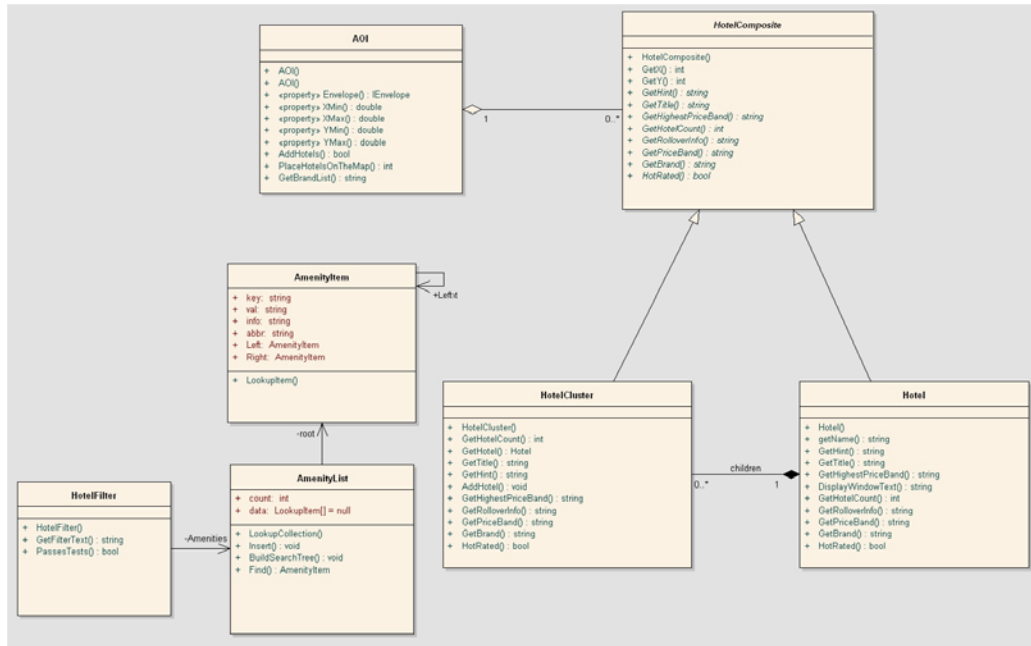 AOI
+ AOI()
+ AOI()
+ «property» Envelope() : IEnvelope
+ «property» XMin() : double
+ «property» XMax() : double
+ «property» YMin() : double
+ «property» YMax() : double
+ AddHotels() : bool
+ PlaceHotelsOnTheMap() : int
+ GetBrandList() : string
1
0..*
HotelComposite
+ HotelComposite()
+ GetX() : int
+ GetY() : int
+ GetHint() : string
+ GetTitle() : string
+ GetHighestPriceBand() : string
+ GetHotelCount() : int
+ GetRolloverInfo() : string
+ GetPriceBand() : string
+ GetBrand() : string
+ HotRated() : bool
AmenityItem
+ key: string
+ val: string
+ info: string
+ abbr: string
+ Left: AmenityItem
+ Right: AmenityItem
+ LookupItem()
-root
AmenityList
+ count: int
+ data: LookupItem[] = null
+ LookupCollection()
+ Insert() : void
+ BuildSearchTree() : void
+ Find() : AmenityItem
HotelFilter
+ HotelFilter()
+ GetFilterText() : string
+ PassesTests() : bool
-Amenities
HotelCluster
+ HotelCluster()
+ GetHotelCount() : int
+ GetHotel() : Hotel
+ GetTitle() : string
+ GetHint() : string
+ AddHotel() : void
+ GetHighestPriceBand() : string
+ GetRolloverInfo() : string
+ GetPriceBand() : string
+ GetBrand() : string
+ HotRated() : bool
children
0..*
1
Hotel
+ Hotel()
+ getName() : string
+ GetHint() : string
+ GetTitle() : string
+ GetHighestPriceBand() : string
+ DisplayWindowText() : string
+ GetHotelCount() : int
+ GetRolloverInfo() : string
+ GetPriceBand() : string
+ GetBrand() : string
+ HotRated() : bool